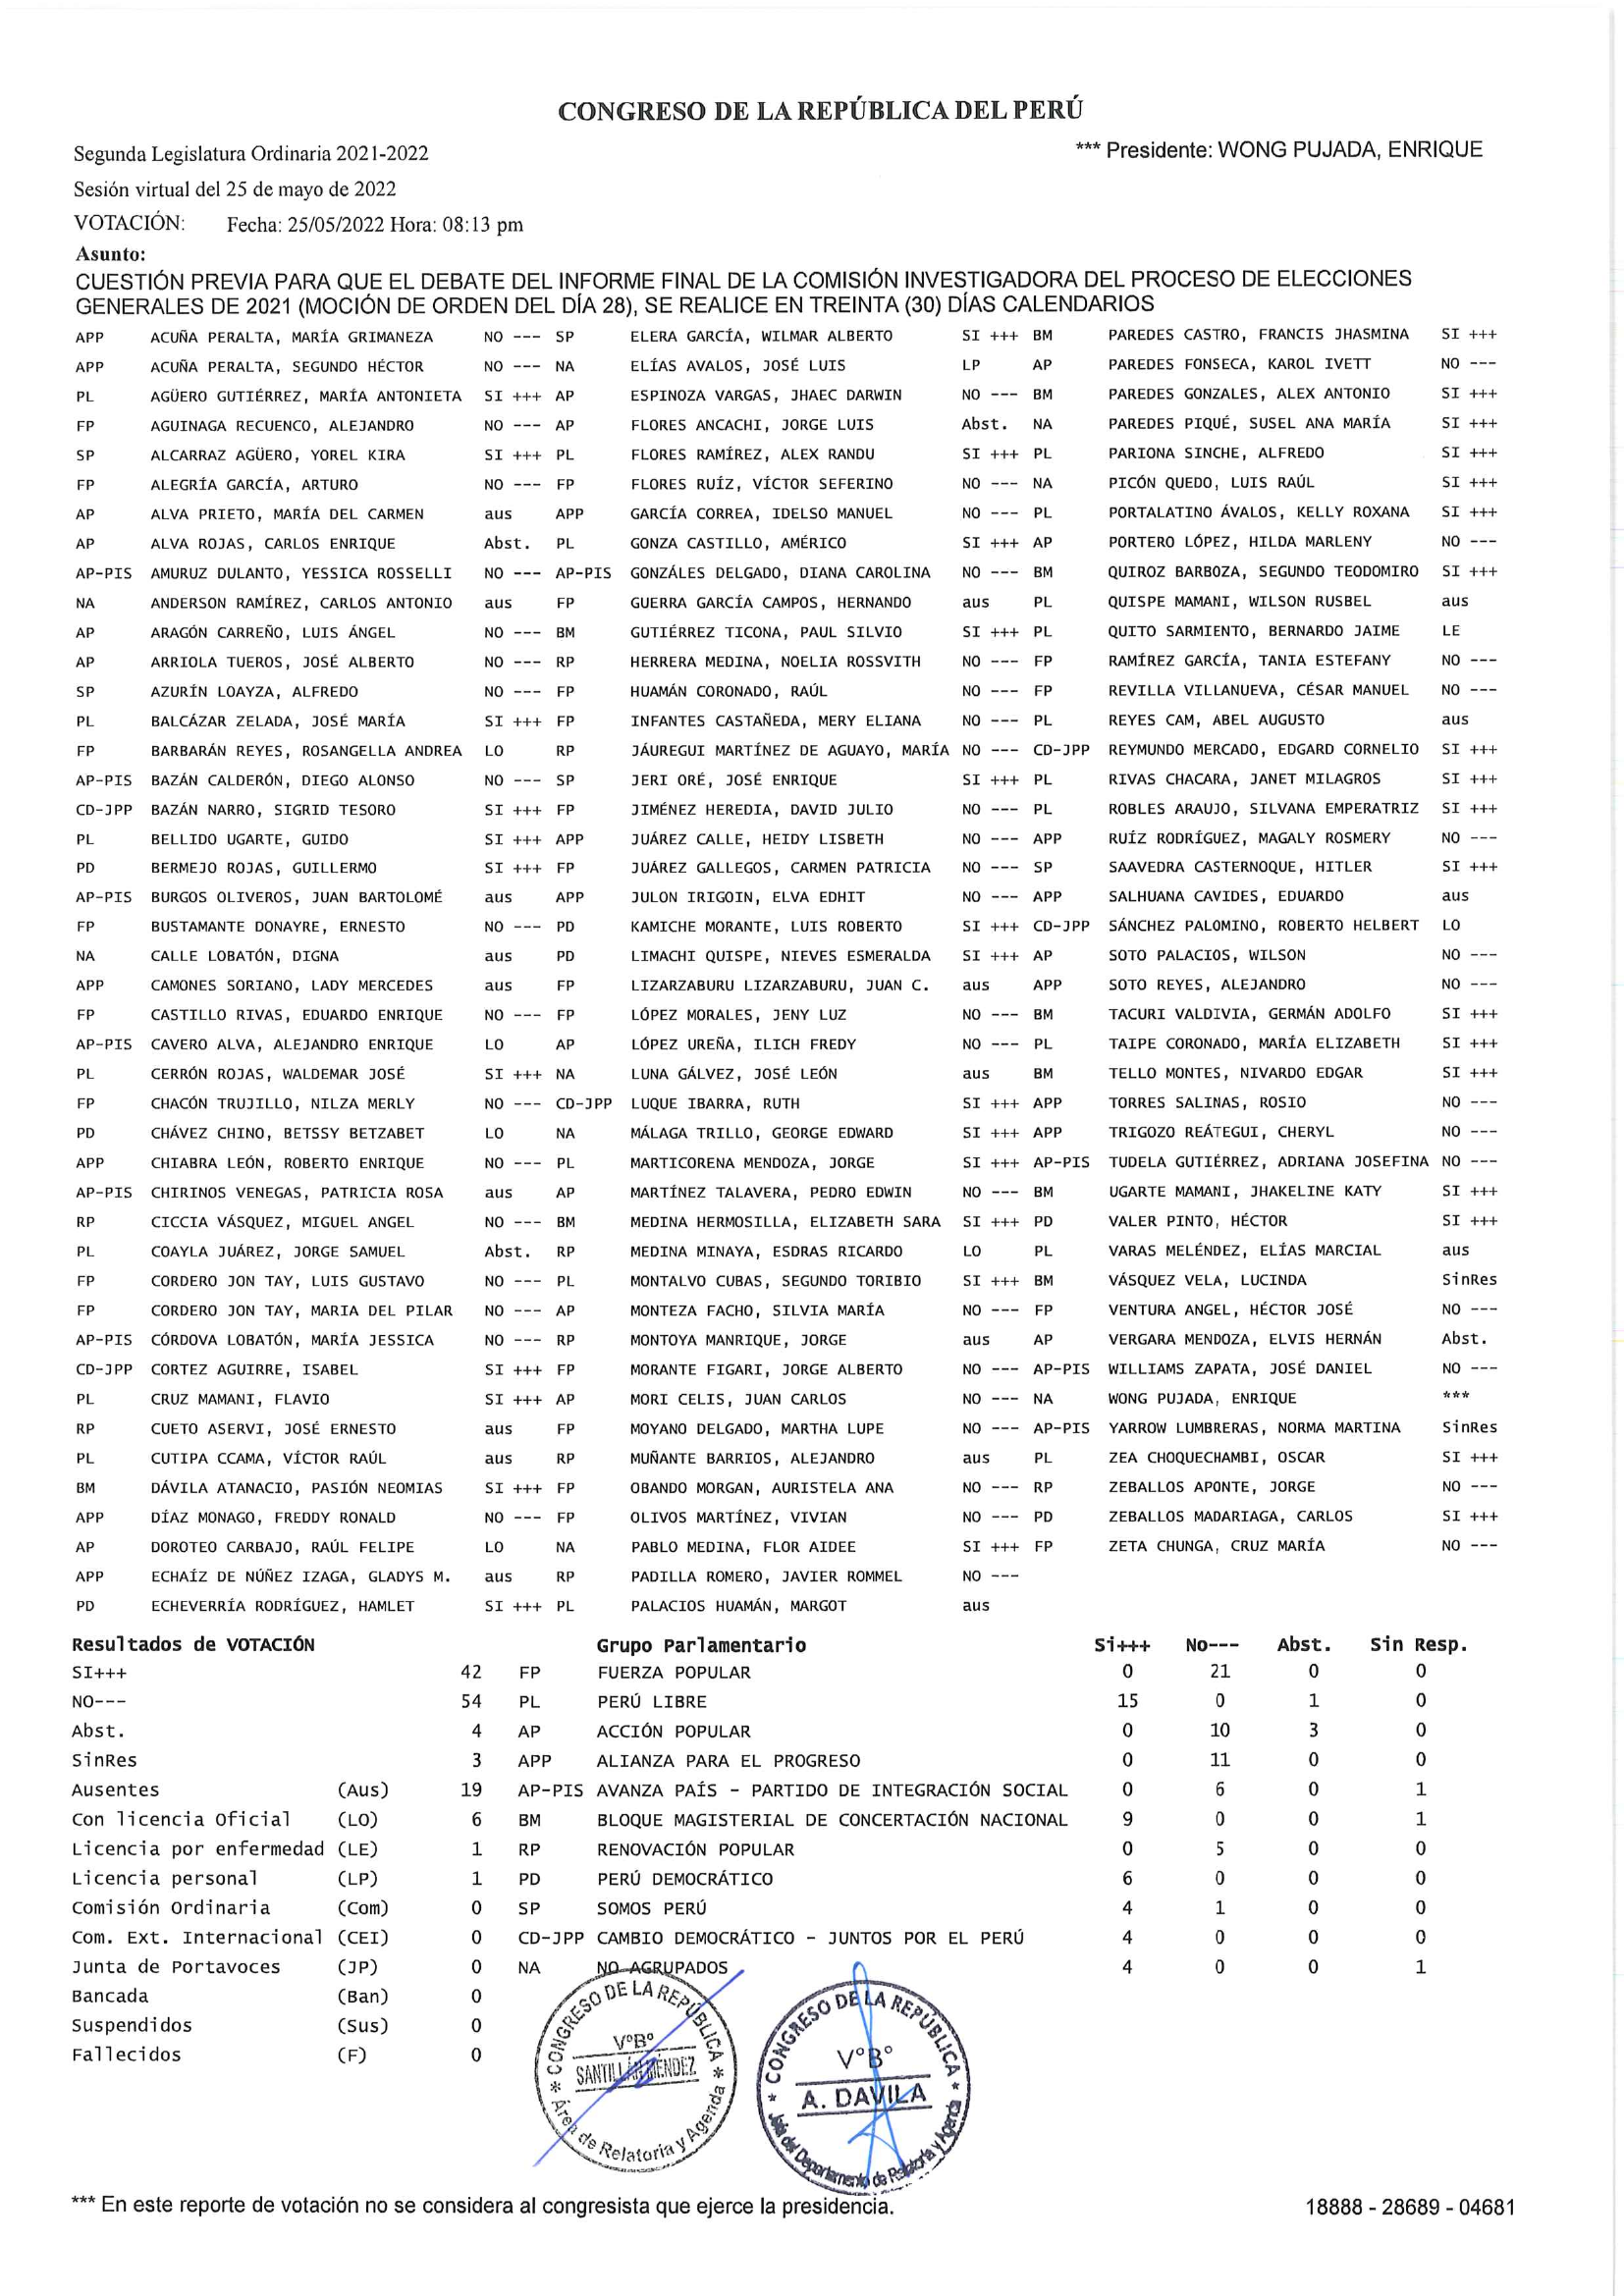 CONGRESO DE LA REPÚBLICA DEL PERÚ
Segunda Legislatura Ordinaria 2021-2022 *** Presidente: WONG PUJADA, ENRIQUE
Sesión virtual del 25 de mayo de 2022
VOTACIÓN: Fecha: 25/05/2022 Hora: 08:13 pm
Asunto:
CUESTIÓN PREVIA PARA QUE EL DEBATE DEL INFORME FINAL DE LA COMISIÓN INVESTIGADORA DEL PROCESO DE ELECCIONES
GENERALES DE 2021 (MOCIÓN DE ORDEN DEL DÍA 28), SE REALICE EN TREINTA (30) DÍAS CALENDARIOS
APP ACUÑA PERALTA, MARÍA GRIMANEZA NO --- SP ELERA GARCÍA, WILMAR ALBERTO SI +++ BM PAREDES CASTRO, FRANCIS JHASMINA SI +++
APP ACUÑA PERALTA, SEGUNDO HÉCTOR NO --- NA ELÍAS AVALOS, JOSÉ LUIS LP AP PAREDES FONSECA, KAROL IVETT NO ---
PL AGÜERO GUTIÉRREZ, MARÍA ANTONIETA SI +++ AP ESPINOZA VARGAS, JHAEC DARWIN NO --- BM PAREDES GONZALES, ALEX ANTONIO SI +++
FP AGUINAGA RECUENCO, ALEJANDRO NO --- AP FLORES ANCACHI, JORGE LUIS Abst. NA PAREDES PIQUÉ, SUSEL ANA MARÍA SI +++
SP ALCARRAZ AGÜERO, YOREL KIRA SI +++ PL FLORES RAMÍREZ, ALEX RANDU SI +++ PL PARIONA SINCHE, ALFREDO SI +++
FP ALEGRÍA GARCÍA, ARTURO NO --- FP FLORES RUÍZ, VÍCTOR SEFERINO NO --- NA PICÓN QUEDO, LUIS RAÚL SI +++
AP ALVA PRIETO, MARÍA DEL CARMEN aus APP GARCÍA CORREA, IDELSO MANUEL NO --- PL PORTALATINO ÁVALOS, KELLY ROXANA SI +++
AP ALVA ROJAS, CARLOS ENRIQUE Abst. PL GONZA CASTILLO, AMÉRICO SI +++ AP PORTERO LÓPEZ, HILDA MARLENY NO ---
AP-PIS AMURUZ DULANTO, YESSICA ROSSELLI NO --- AP-PIS GONZÁLES DELGADO, DIANA CAROLINA NO --- BM QUIROZ BARBOZA, SEGUNDO TEODOMIRO SI +++
NA ANDERSON RAMÍREZ, CARLOS ANTONIO aus FP GUERRA GARCÍA CAMPOS, HERNANDO aus PL QUISPE MAMANI, WILSON RUSBEL aus
AP ARAGÓN CARREÑO, LUIS ÁNGEL NO --- BM GUTIÉRREZ TICONA, PAUL SILVIO SI +++ PL QUITO SARMIENTO, BERNARDO JAIME LE
AP ARRIOLA TUEROS, JOSÉ ALBERTO NO --- RP HERRERA MEDINA, NOELIA ROSSVITH NO --- FP RAMÍREZ GARCÍA, TANIA ESTEFANY NO ---
SP AZURÍN LOAYZA, ALFREDO NO --- FP HUAMÁN CORONADO, RAÚL NO --- FP REVILLA VILLANUEVA, CÉSAR MANUEL NO ---
PL BALCÁZAR ZELADA, JOSÉ MARÍA SI +++ FP INFANTES CASTAÑEDA, MERY ELIANA NO --- PL REYES CAM, ABEL AUGUSTO aus
FP BARBARÁN REYES, ROSANGELLA ANDREA LO RP JÁUREGUI MARTÍNEZ DE AGUAYO, MARÍA NO --- CD-JPP REYMUNDO MERCADO, EDGARD CORNELIO SI +++
AP-PIS BAZÁN CALDERÓN, DIEGO ALONSO NO --- SP JERI ORÉ, JOSÉ ENRIQUE SI +++ PL RIVAS CHACARA, JANET MILAGROS SI +++
CD-JPP BAZÁN NARRO, SIGRID TESORO SI +++ FP JIMÉNEZ HEREDIA, DAVID JULIO NO --- PL ROBLES ARAUJO, SILVANA EMPERATRIZ SI +++
PL BELLIDO UGARTE, GUIDO SI +++ APP JUÁREZ CALLE, HEIDY LISBETH NO --- APP RUÍZ RODRÍGUEZ, MAGALY ROSMERY NO ---
PD BERMEJO ROJAS, GUILLERMO SI +++ FP JUÁREZ GALLEGOS, CARMEN PATRICIA NO --- SP SAAVEDRA CASTERNOQUE, HITLER SI +++
AP-PIS BURGOS OLIVEROS, JUAN BARTOLOMÉ aus APP JULON IRIGOIN, ELVA EDHIT NO --- APP SALHUANA CAVIDES, EDUARDO aus
FP BUSTAMANTE DONAYRE, ERNESTO NO --- PD KAMICHE MORANTE, LUIS ROBERTO SI +++ CD-JPP SÁNCHEZ PALOMINO, ROBERTO HELBERT LO
NA CALLE LOBATÓN, DIGNA aus PD LIMACHI QUISPE, NIEVES ESMERALDA SI +++ AP SOTO PALACIOS, WILSON NO ---
APP CAMONES SORIANO, LADY MERCEDES aus FP LIZARZABURU LIZARZABURU, JUAN C. aus APP SOTO REYES, ALEJANDRO NO ---
FP CASTILLO RIVAS, EDUARDO ENRIQUE NO --- FP LÓPEZ MORALES, JENY LUZ NO --- BM TACURI VALDIVIA, GERMÁN ADOLFO SI +++
AP-PIS CAVERO ALVA, ALEJANDRO ENRIQUE LO AP LÓPEZ UREÑA, ILICH FREDY NO --- PL TAIPE CORONADO, MARÍA ELIZABETH SI +++
PL CERRÓN ROJAS, WALDEMAR JOSÉ SI +++ NA LUNA GÁLVEZ, JOSÉ LEÓN aus BM TELLO MONTES, NIVARDO EDGAR SI +++
FP CHACÓN TRUJILLO, NILZA MERLY NO --- CD-JPP LUQUE IBARRA, RUTH SI +++ APP TORRES SALINAS, ROSIO NO ---
PD CHÁVEZ CHINO, BETSSY BETZABET LO NA MÁLAGA TRILLO, GEORGE EDWARD SI +++ APP TRIGOZO REÁTEGUI, CHERYL NO ---
APP CHIABRA LEÓN, ROBERTO ENRIQUE NO --- PL MARTICORENA MENDOZA, JORGE SI +++ AP-PIS TUDELA GUTIÉRREZ, ADRIANA JOSEFINA NO ---
AP-PIS CHIRINOS VENEGAS, PATRICIA ROSA aus AP MARTÍNEZ TALAVERA, PEDRO EDWIN NO --- BM UGARTE MAMANI, JHAKELINE KATY SI +++
RP CICCIA VÁSQUEZ, MIGUEL ANGEL NO --- BM MEDINA HERMOSILLA, ELIZABETH SARA SI +++ PD VALER PINTO, HÉCTOR SI +++
PL COAYLA JUÁREZ, JORGE SAMUEL Abst. RP MEDINA MINAYA, ESDRAS RICARDO LO PL VARAS MELÉNDEZ, ELÍAS MARCIAL aus
FP CORDERO JON TAY, LUIS GUSTAVO NO --- PL MONTALVO CUBAS, SEGUNDO TORIBIO SI +++ BM VÁSQUEZ VELA, LUCINDA SinRes
FP CORDERO JON TAY, MARIA DEL PILAR NO --- AP MONTEZA FACHO, SILVIA MARÍA NO --- FP VENTURA ANGEL, HÉCTOR JOSÉ NO ---
AP-PIS CÓRDOVA LOBATÓN, MARÍA JESSICA NO --- RP MONTOYA MANRIQUE, JORGE aus AP VERGARA MENDOZA, ELVIS HERNÁN Abst.
CD-JPP CORTEZ AGUIRRE, ISABEL SI +++ FP MORANTE FIGARI, JORGE ALBERTO NO --- AP-PIS WILLIAMS ZAPATA, JOSÉ DANIEL NO ---
PL CRUZ MAMANI, FLAVIO SI +++ AP MORI CELIS, JUAN CARLOS NO --- NA WONG PUJADA, ENRIQUE ***
RP CUETO ASERVI, JOSÉ ERNESTO aus FP MOYANO DELGADO, MARTHA LUPE NO --- AP-PIS YARROW LUMBRERAS, NORMA MARTINA SinRes
PL CUTIPA CCAMA, VÍCTOR RAÚL aus RP MUÑANTE BARRIOS, ALEJANDRO aus PL ZEA CHOQUECHAMBI, OSCAR SI +++
BM DÁVILA ATANACIO, PASIÓN NEOMIAS SI +++ FP OBANDO MORGAN, AURISTELA ANA NO --- RP ZEBALLOS APONTE, JORGE NO ---
APP DÍAZ MONAGO, FREDDY RONALD NO --- FP OLIVOS MARTÍNEZ, VIVIAN NO --- PD ZEBALLOS MADARIAGA, CARLOS SI +++
AP DOROTEO CARBAJO, RAÚL FELIPE LO NA PABLO MEDINA, FLOR AIDEE SI +++ FP ZETA CHUNGA, CRUZ MARÍA NO ---
APP ECHAÍZ DE NÚÑEZ IZAGA, GLADYS M. aus RP PADILLA ROMERO, JAVIER ROMMEL NO ---
PD ECHEVERRÍA RODRÍGUEZ, HAMLET SI +++ PL PALACIOS HUAMÁN, MARGOT aus
Resultados de VOTACIÓN Grupo Parlamentario Si+++ No--- Abst. Sin Resp.
SI+++ 42 FP FUERZA POPULAR 0 21 0 0
NO--- 54 PL PERÚ LIBRE 15 0 1 0
Abst. 4 AP ACCIÓN POPULAR 0 10 3 0
SinRes 3 APP ALIANZA PARA EL PROGRESO 0 11 0 0
Ausentes (Aus) 19 AP-PIS AVANZA PAÍS - PARTIDO DE INTEGRACIÓN SOCIAL 0 6 0 1
Con licencia Oficial (LO) 6 BM BLOQUE MAGISTERIAL DE CONCERTACIÓN NACIONAL 9 0 0 1
Licencia por enfermedad (LE) 1 RP RENOVACIÓN POPULAR 0 5 0 0
Licencia personal (LP) 1 PD PERÚ DEMOCRÁTICO 6 0 0 0
Comisión Ordinaria (Com) 0 SP SOMOS PERÚ 4 1 0 0
Com. Ext. Internacional (CEI) 0 CD-JPP CAMBIO DEMOCRÁTICO - JUNTOS POR EL PERÚ 4 0 0 0
Junta de Portavoces (JP) 0 NA NO AGRUPADOS 4 0 0 1
Bancada (Ban) 0
Suspendidos (Sus) 0
Fallecidos (F) 0
* CONGRESO DE LA REPÚBLICA *
V°B°
SANTILLÁN MÉNDEZ
Área de Relatoria y Agenda
* CONGRESO DE LA REPÚBLICA *
V°B°
A. DAVILA
Jefa del Departamento de Relatoría y Agenda
*** En este reporte de votación no se considera al congresista que ejerce la presidencia. 18888 - 28689 - 04681